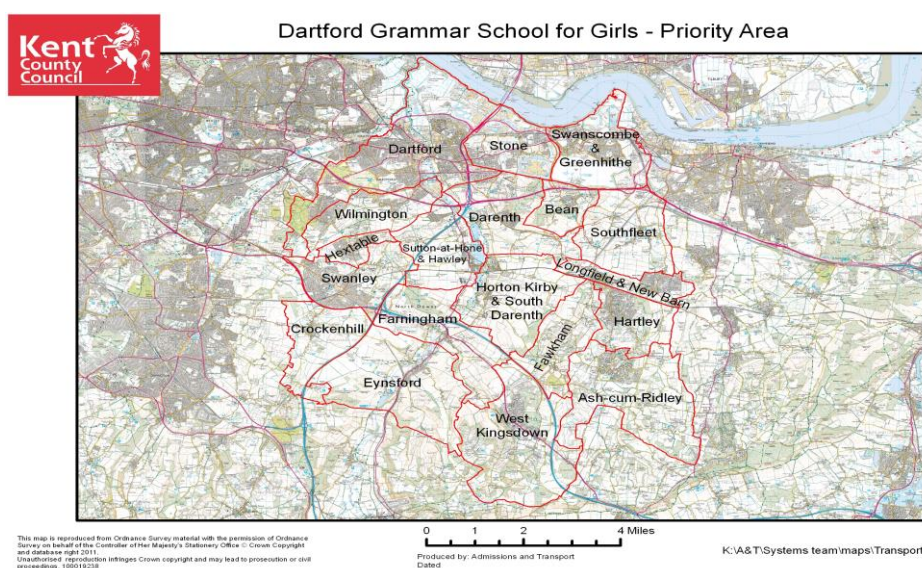 Kent
County
Council
Dartford Grammar School for Girls - Priority Area
Dartford
Stone
Swanscombe
&
Greenhithe
Wilmington
Darenth
Bean
Hextable
Sutton-at-Hone
& Hawley
Southfleet
Swanley
Longfield & New Barn
Horton Kirby
& South
Darenth
Crockenhill
Farningham
Fawkham
Hartley
Eynsford
Ash-cum-Ridley
West
Kingsdown
This map is reproduced from Ordnance Survey material with the permission of Ordnance
Survey on behalf of the Controller of Her Majesty's Stationery Office © Crown Copyright
and database right 2011.
Unauthorised reproduction infringes Crown copyright and may lead to prosecution or civil
proceedings. 100019238
0 1 2 4 Miles
Produced by: Admissions and Transport
Dated
K:\A&T\Systems team\maps\Transport